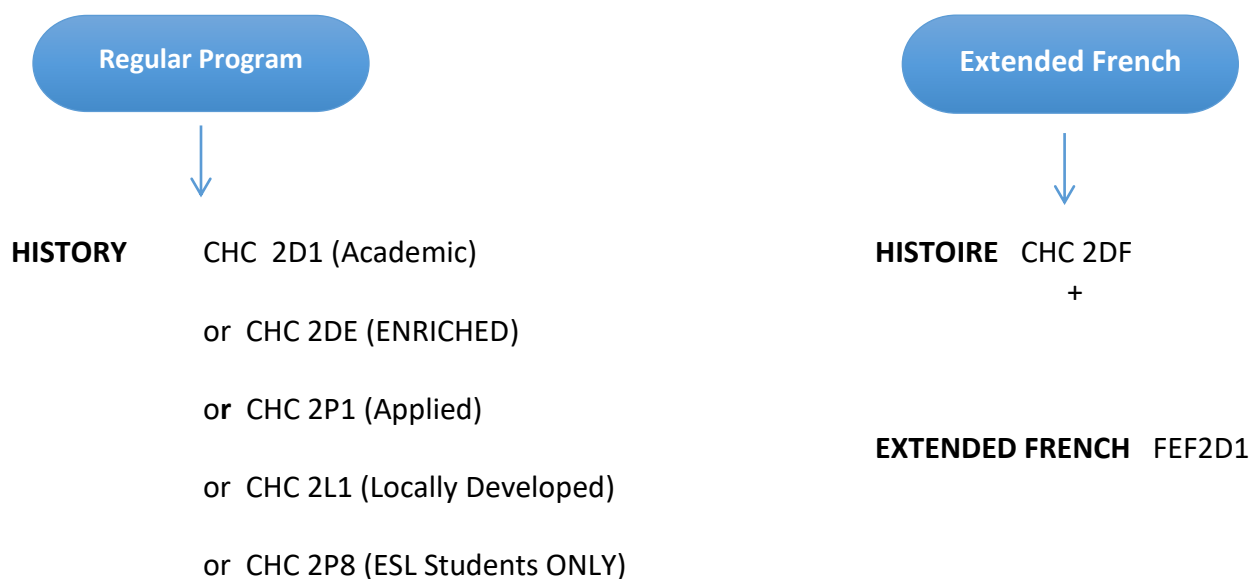 Regular Program
HISTORY CHC 2D1 (Academic)
or CHC 2DE (ENRICHED)
or CHC 2P1 (Applied)
or CHC 2L1 (Locally Developed)
or CHC 2P8 (ESL Students ONLY)
Extended French
HISTOIRE CHC 2DF
+
EXTENDED FRENCH FEF2D1